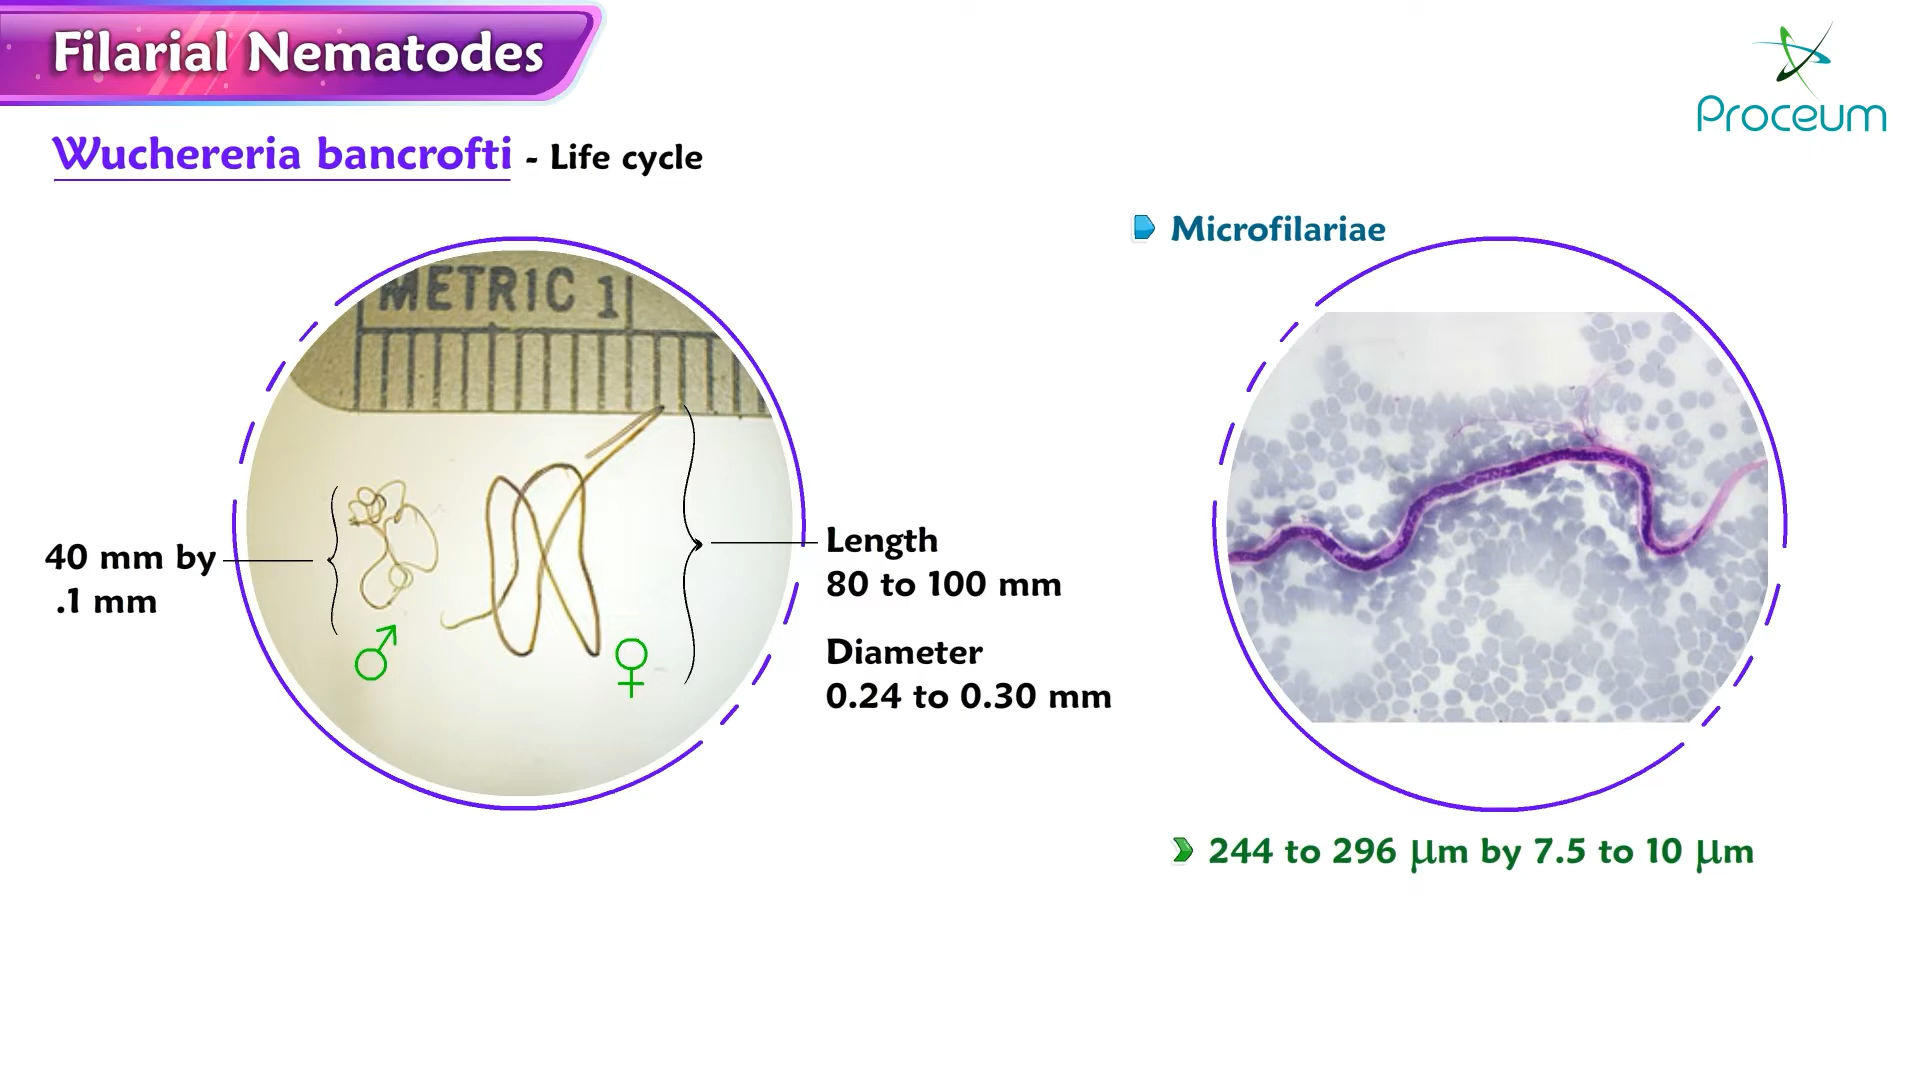 Filarial Nematodes
Proceum
Wuchereria bancrofti - Life cycle
Microfilariae
METRIC 1
40 mm by
.1 mm
♂
♀
Length
80 to 100 mm
Diameter
0.24 to 0.30 mm
244 to 296 µm by 7.5 to 10 µm